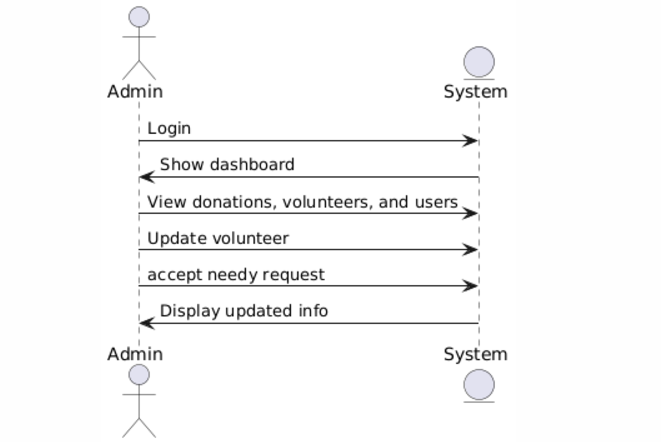 Admin
System
Login
Show dashboard
View donations, volunteers, and users
Update volunteer
accept needy request
Display updated info
Admin
System